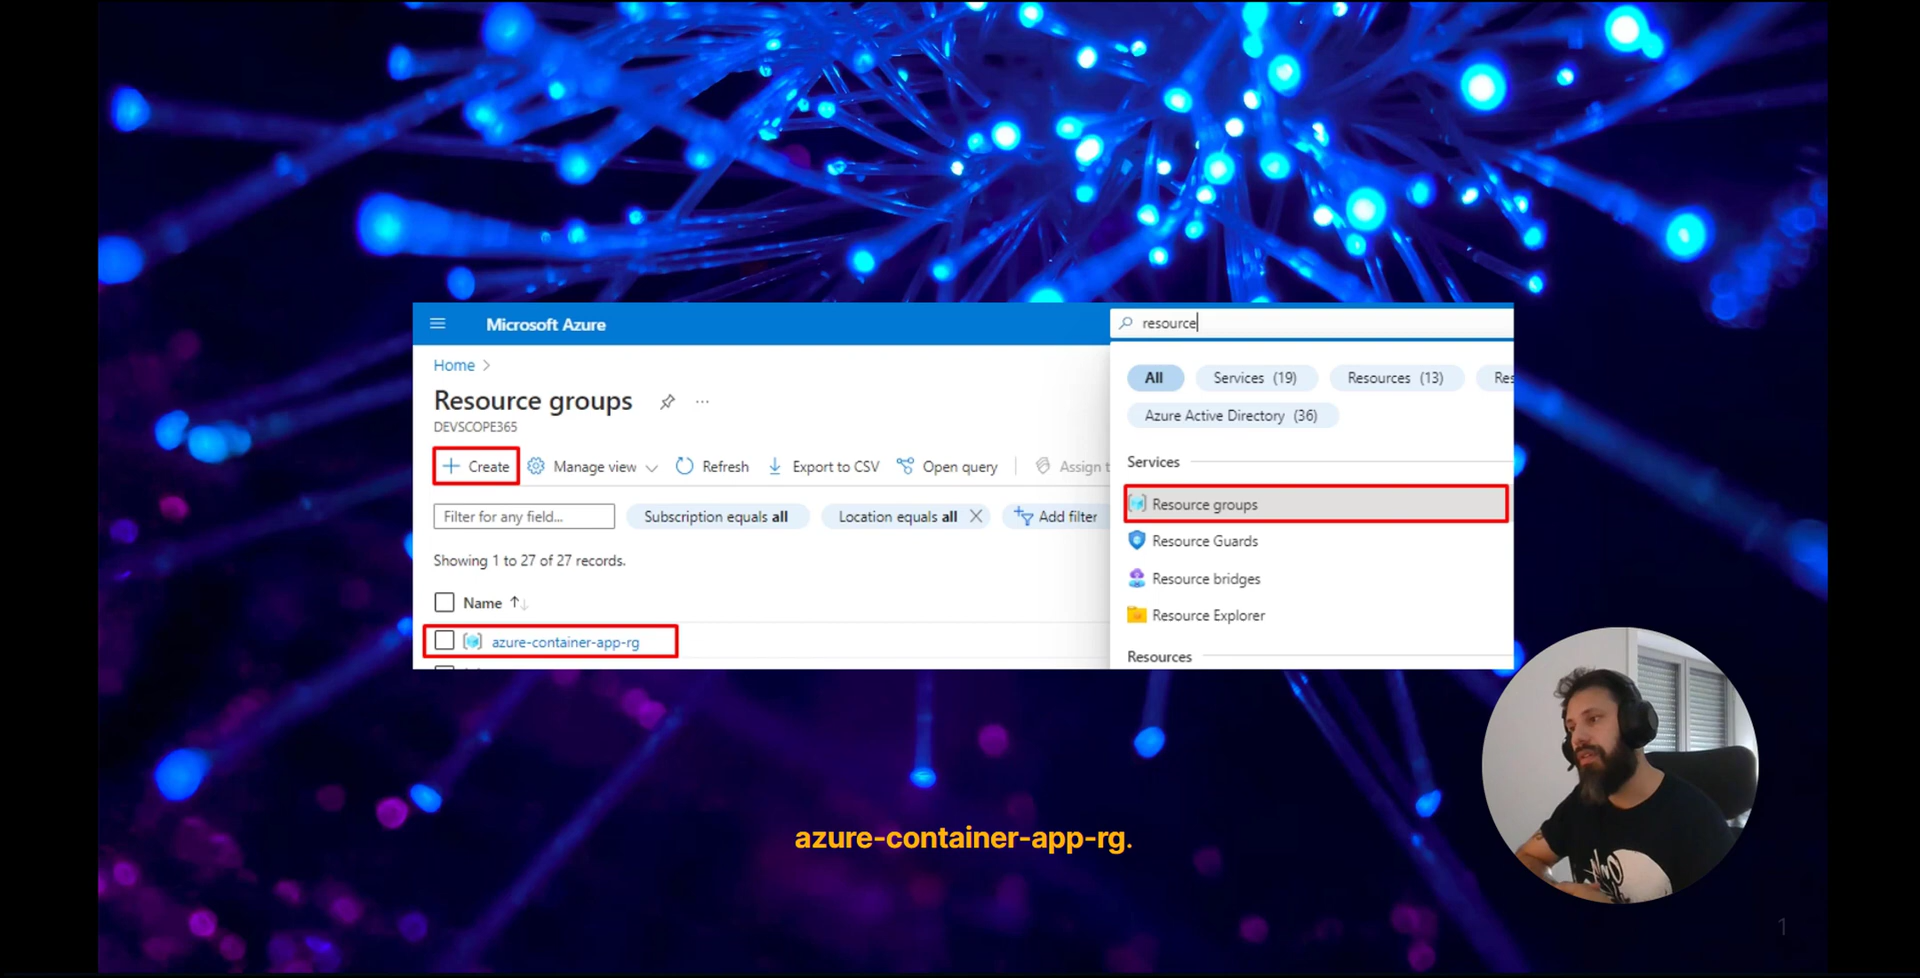 Microsoft Azure
resource
Home
Resource groups
...
DEVSCOPE365
Create
Manage view
Refresh
Export to CSV
Open query
Assign t
Filter for any field...
Subscription equals all
Location equals all
Add filter
Showing 1 to 27 of 27 records.
Name
azure-container-app-rg
All
Services (19)
Resources (13)
Res
Azure Active Directory (36)
Services
Resource groups
Resource Guards
Resource bridges
Resource Explorer
Resources
azure-container-app-rg.
1